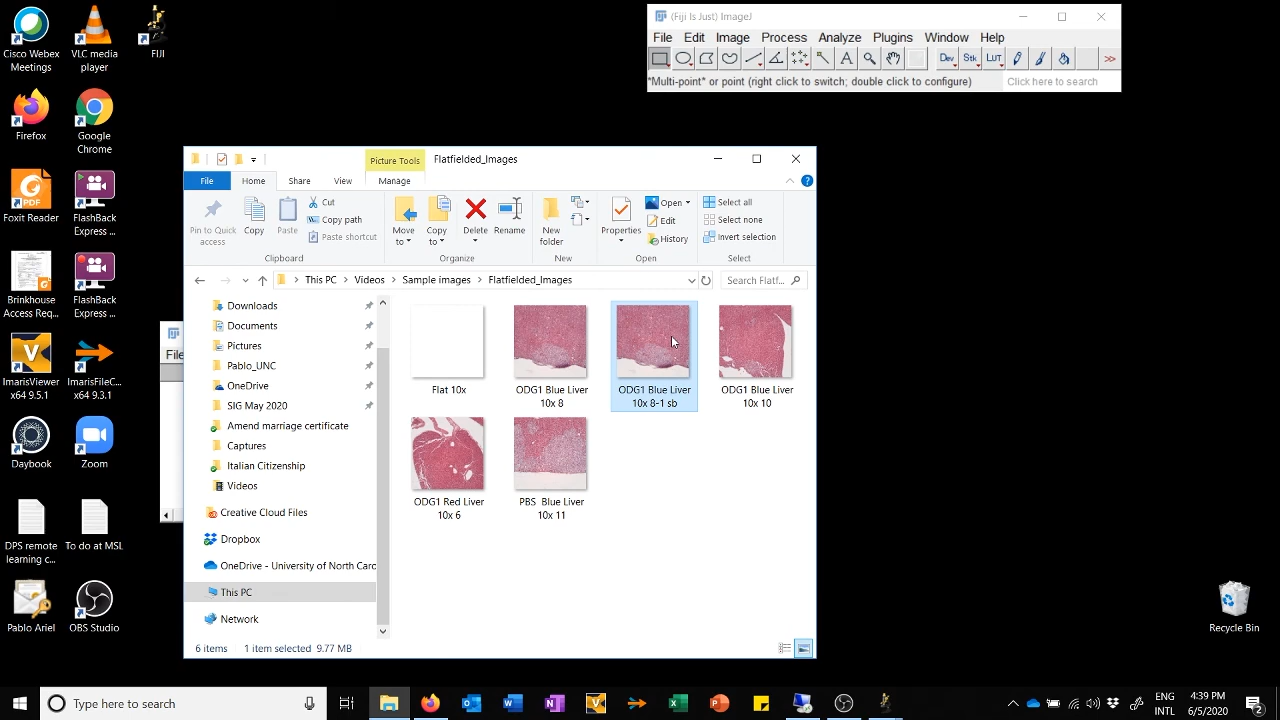 Cisco Webex
Meetings
VLC media
player
FIJI
Firefox
Google
Chrome
Foxit Reader
FlashBack
Express ...
Brinkhouse
Access Req...
FlashBack
Express ...
ImarisViewer
x64 9.5.1
ImarisFileC...
x64 9.3.1
Daybook
Zoom
DPS remote
learning c...
To do at MSL
Pablo Ariel
OBS Studio
Recycle Bin
(Fiji Is Just) ImageJ
File Edit Image Process Analyze Plugins Window Help
Dev Stk LUT >>
*Multi-point* or point (right click to switch; double click to configure)
Click here to search
File
Picture Tools
Flatfielded_Images
File Home Share View Manage
Pin to Quick
access
Copy
Paste
Cut
Copy path
Paste shortcut
Clipboard
Move
to
Copy
to
Delete
Rename
Organize
New
folder
New
Properties
Open
Edit
History
Open
Select all
Select none
Invert selection
Select
This PC > Videos > Sample images > Flatfielded_Images
Search Flatf...
Downloads
Documents
Pictures
Pablo_UNC
OneDrive
SIG May 2020
Amend marriage certificate
Captures
Italian Citizenship
Videos
Creative Cloud Files
Dropbox
OneDrive - University of North Caro
This PC
Network
Flat 10x
ODG1 Blue Liver
10x 8
ODG1 Blue Liver
10x 8-1 sb
ODG1 Blue Liver
10x 10
ODG1 Red Liver
10x 6
PBS Blue Liver
10x 11
6 items 1 item selected 9.77 MB
Type here to search
ENG
INTL
4:39 PM
6/5/2020
2